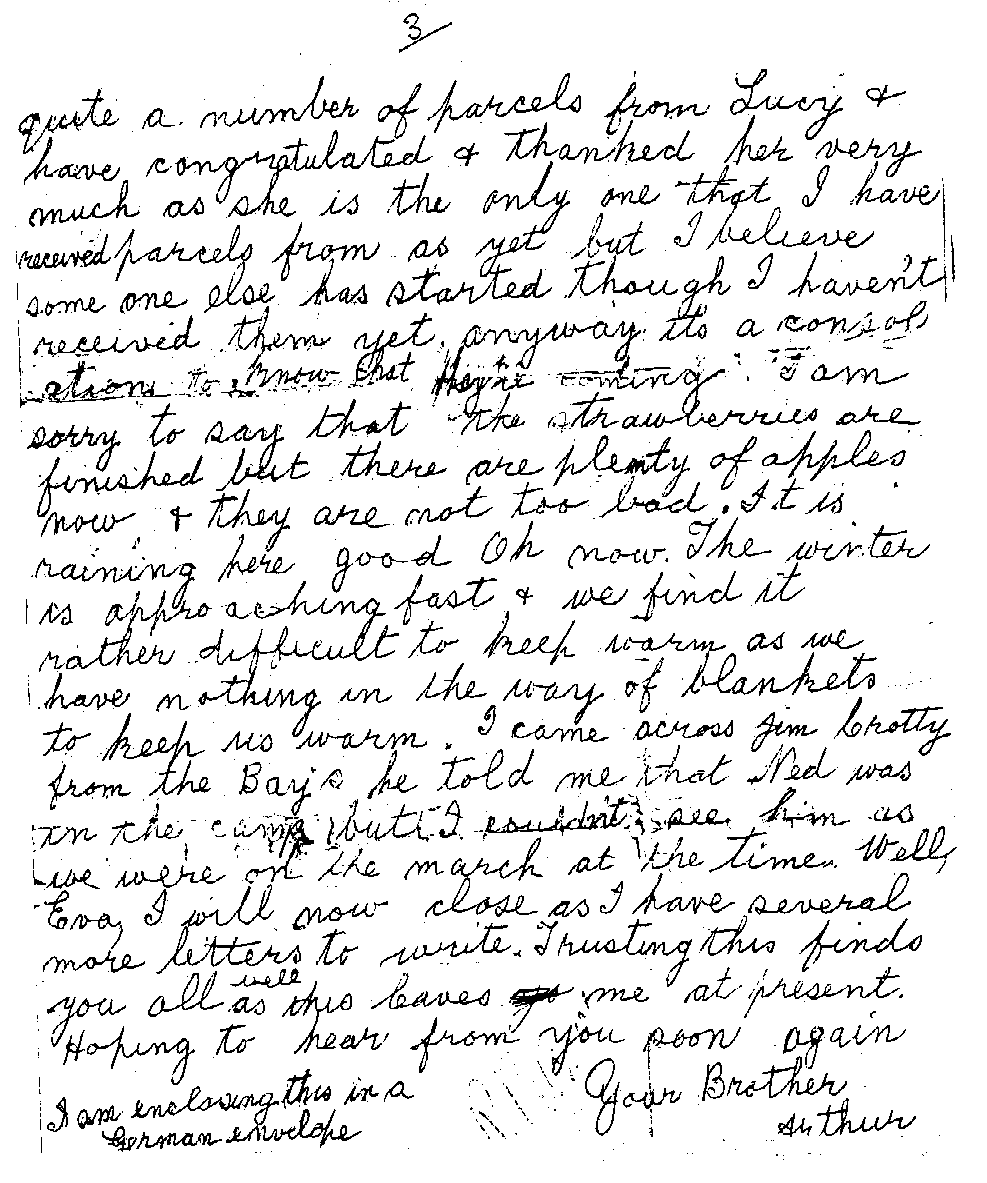 3
quite a number of parcels from Lucy &
have congratulated & thanked her very
much as she is the only one that I have
received parcels from as yet but I believe
some one else has started though I haven't
received them yet, anyway it's a consol
ation to know that they're coming. I am
sorry to say that the strawberries are
finished but there are plenty of apples
now & they are not too bad. It is
raining here good Oh now. The winter
is approaching fast & we find it
rather difficult to keep warm as we
have nothing in the way of blankets
to keep us warm. I came across Jim Crotty
from the Bay & he told me that Ned was
in the camp but I couldn't see him as
we were on the march at the time. Well,
Eva, I will now close as I have several
more letters to write. Trusting this finds
you all well as this leaves me at present.
Hoping to hear from you soon again
Your Brother
Arthur
I am enclosing this in a
German envelope